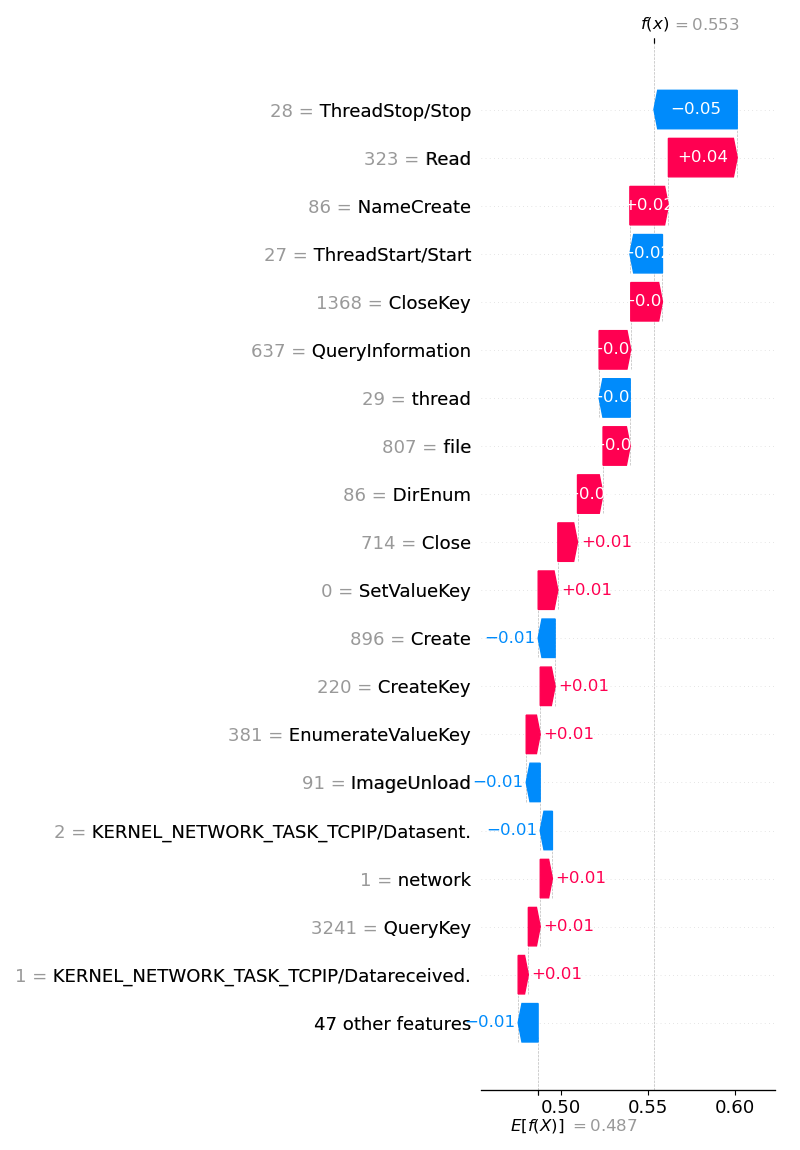 f(x) = 0.553
28 = ThreadStop/Stop
−0.05
323 = Read
+0.04
86 = NameCreate
+0.02
27 = ThreadStart/Start
1368 = CloseKey
637 = QueryInformation
29 = thread
807 = file
86 = DirEnum
714 = Close
+0.01
0 = SetValueKey
+0.01
896 = Create
−0.01
220 = CreateKey
+0.01
381 = EnumerateValueKey
+0.01
91 = ImageUnload
−0.01
2 = KERNEL_NETWORK_TASK_TCPIP/Datasent.
−0.01
1 = network
+0.01
3241 = QueryKey
+0.01
1 = KERNEL_NETWORK_TASK_TCPIP/Datareceived.
+0.01
47 other features
−0.01
0.50 0.55 0.60
E[f(X)] = 0.487